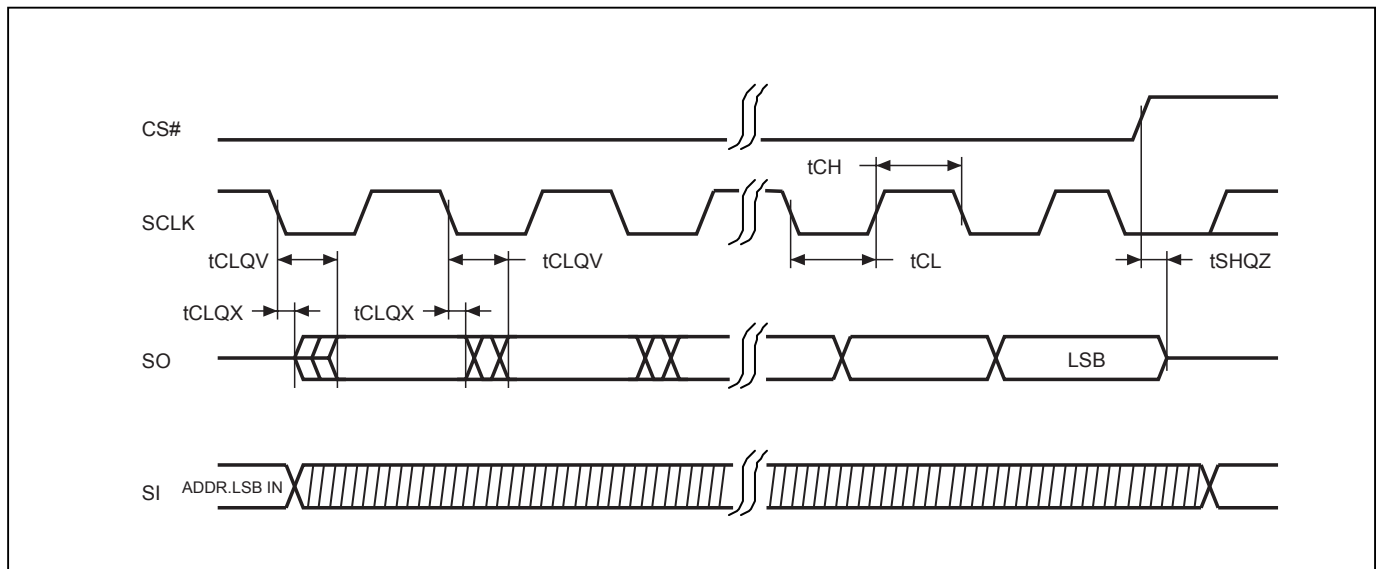 CS#
tCH
SCLK
tCLQV
tCLQV
tCL
tSHQZ
tCLQX
tCLQX
SO
LSB
SI
ADDR.LSB IN